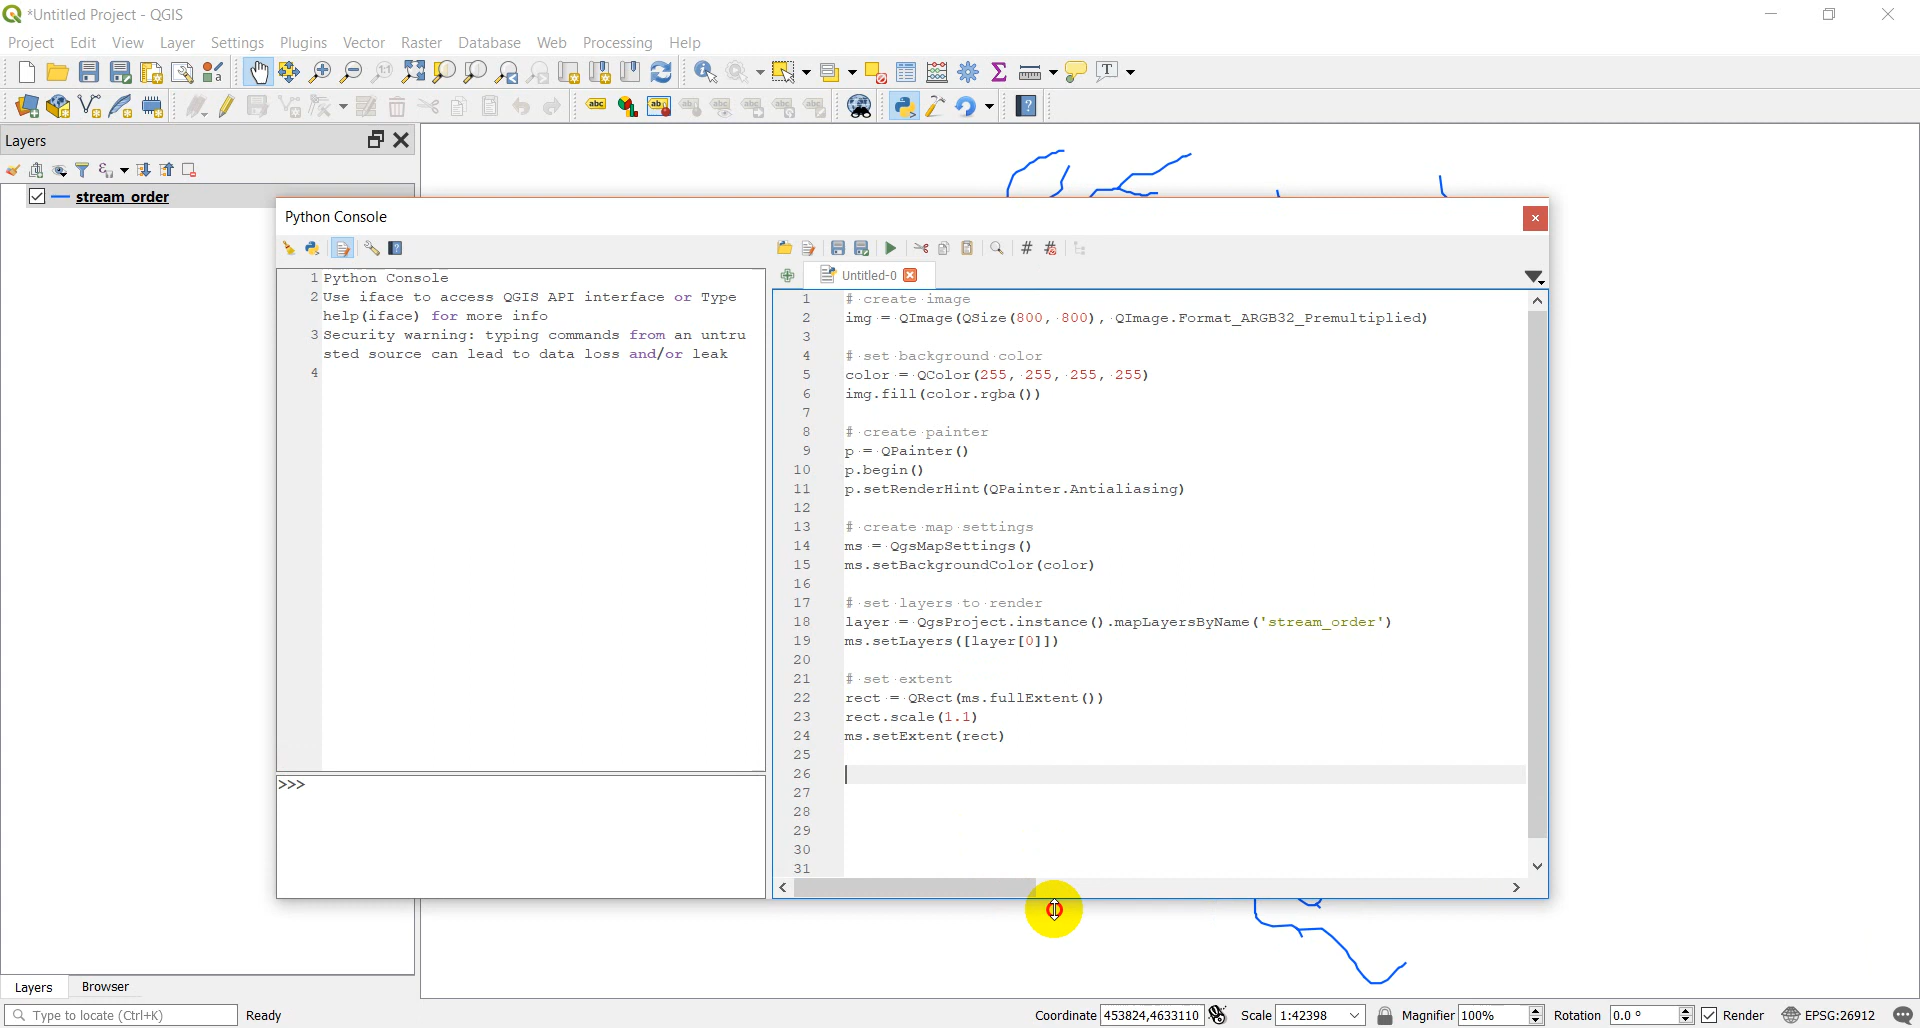 *Untitled Project - QGIS
Project Edit View Layer Settings Plugins Vector Raster Database Web Processing Help
Layers
stream_order
Python Console
1 Python Console
2 Use iface to access QGIS API interface or Type
help(iface) for more info
3 Security warning: typing commands from an untru
sted source can lead to data loss and/or leak
4
>>>
Untitled-0
1 # create image
2 img = QImage(QSize(800, 800), QImage.Format_ARGB32_Premultiplied)
3
4 # set background color
5 color = QColor(255, 255, 255, 255)
6 img.fill(color.rgba())
7
8 # create painter
9 p = QPainter()
10 p.begin()
11 p.setRenderHint(QPainter.Antialiasing)
12
13 # create map settings
14 ms = QgsMapSettings()
15 ms.setBackgroundColor(color)
16
17 # set layers to render
18 layer = QgsProject.instance().mapLayersByName('stream_order')
19 ms.setLayers([layer[0]])
20
21 # set extent
22 rect = QRect(ms.fullExtent())
23 rect.scale(1.1)
24 ms.setExtent(rect)
25
26
27
28
29
30
31
Layers Browser
Type to locate (Ctrl+K) Ready Coordinate 453824,4633110 Scale 1:42398 Magnifier 100% Rotation 0.0 ° Render EPSG:26912